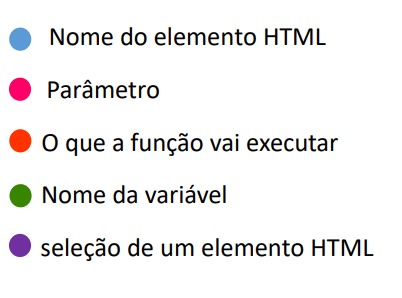 Nome do elemento HTML
Parâmetro
O que a função vai executar
Nome da variável
seleção de um elemento HTML